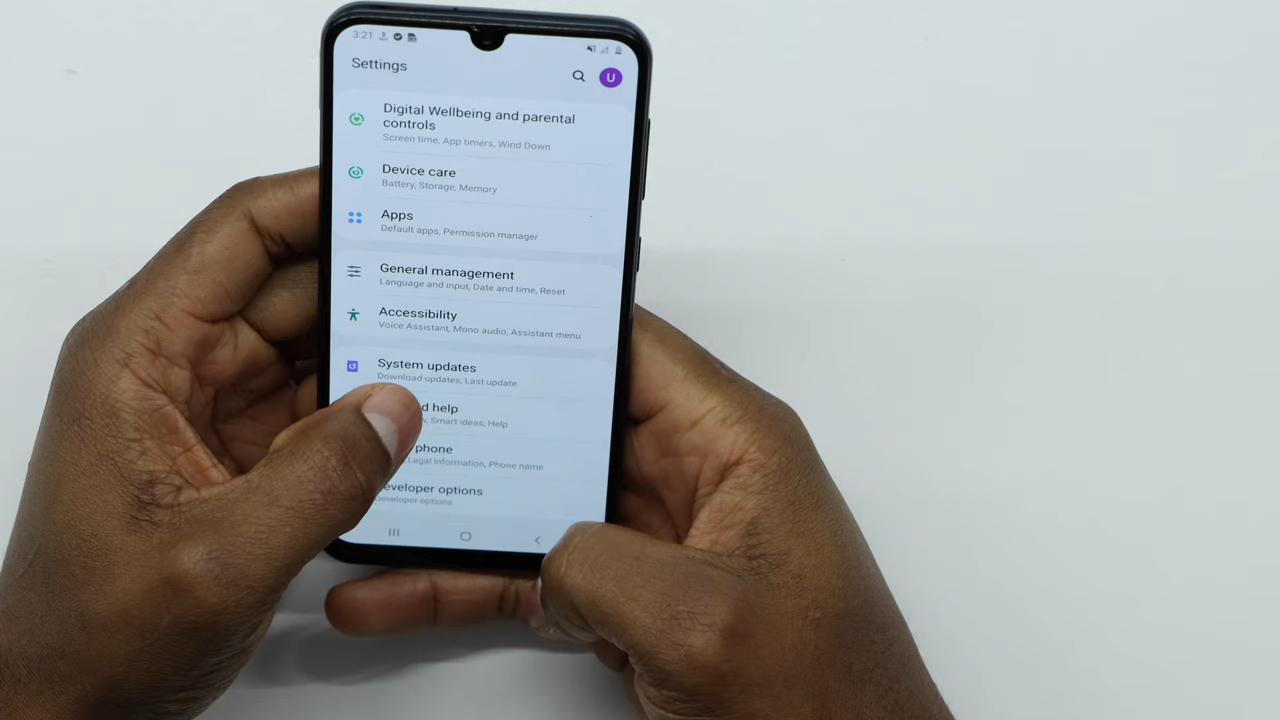 3:21
Settings
U
Digital Wellbeing and parental
controls
Screen time, App timers, Wind Down
Device care
Battery, Storage, Memory
Apps
Default apps, Permission manager
General management
Language and input, Date and time, Reset
Accessibility
Voice Assistant, Mono audio, Assistant menu
System updates
Download updates, Last update
d help
, Smart ideas, Help
phone
Legal information, Phone name
eveloper options
eveloper options